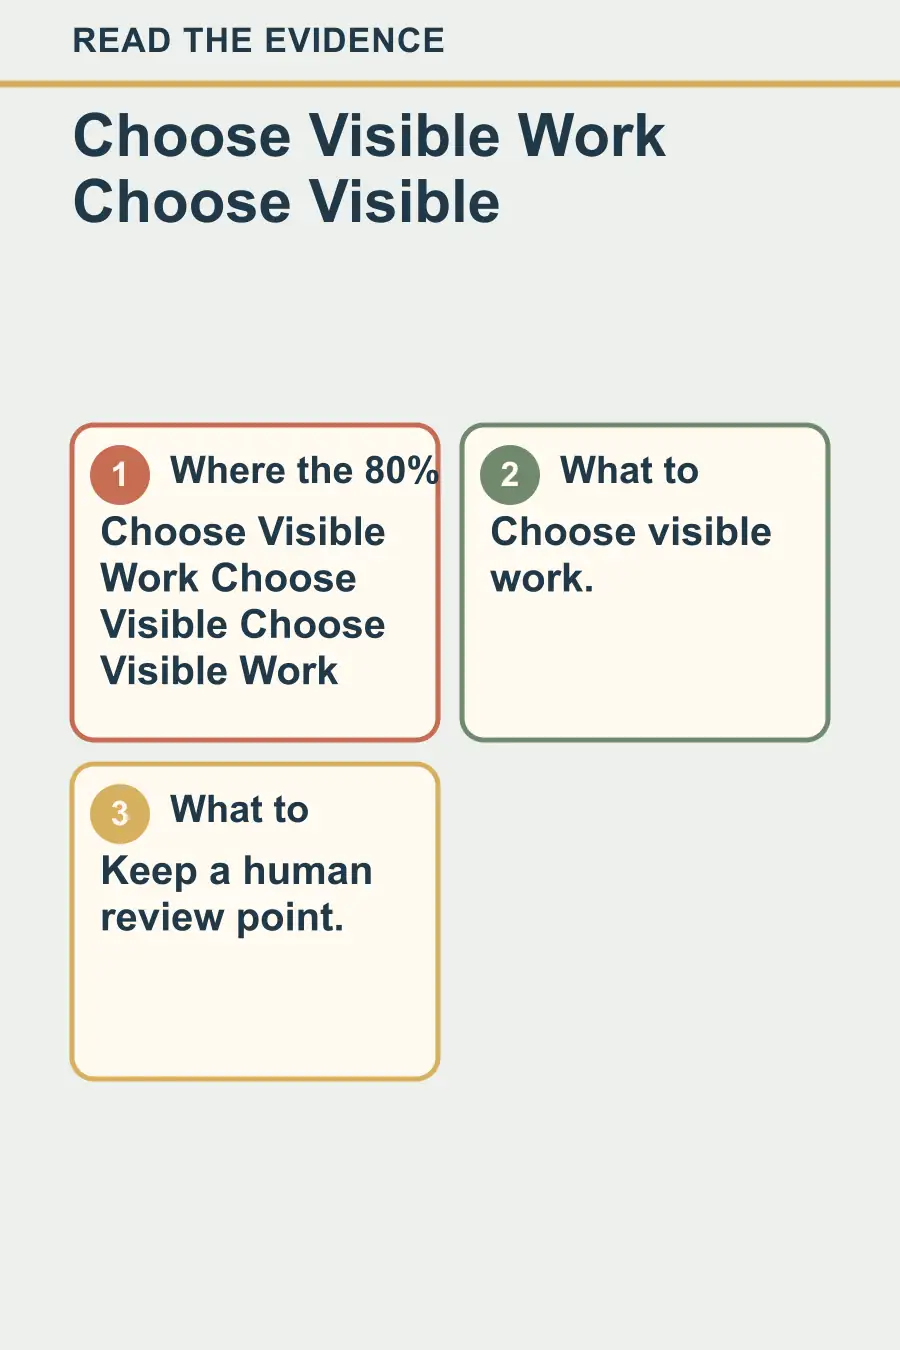 READ THE EVIDENCE
Choose Visible Work
Choose Visible
1 Where the 80%
Choose Visible
Work Choose
Visible Choose
Visible Work
2 What to
Choose visible
work.
3 What to
Keep a human
review point.